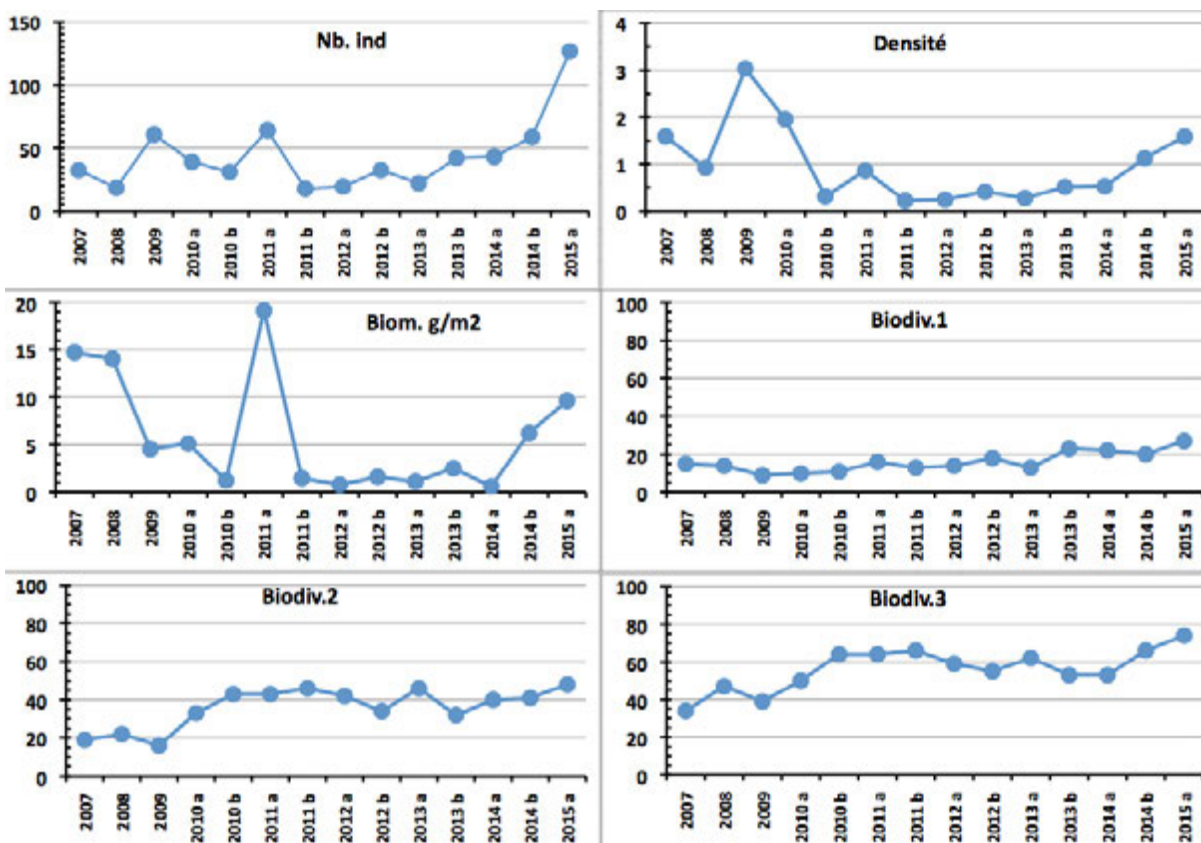 Nb. ind
150
100
50
0
2007
2008
2009
2010 a
2010 b
2011 a
2011 b
2012 a
2012 b
2013 a
2013 b
2014 a
2014 b
2015 a
Densité
4
3
2
1
0
2007
2008
2009
2010 a
2010 b
2011 a
2011 b
2012 a
2012 b
2013 a
2013 b
2014 a
2014 b
2015 a
Biom. g/m2
20
15
10
5
0
2007
2008
2009
2010 a
2010 b
2011 a
2011 b
2012 a
2012 b
2013 a
2013 b
2014 a
2014 b
2015 a
Biodiv.1
100
80
60
40
20
0
2007
2008
2009
2010 a
2010 b
2011 a
2011 b
2012 a
2012 b
2013 a
2013 b
2014 a
2014 b
2015 a
Biodiv.2
100
80
60
40
20
0
2007
2008
2009
2010 a
2010 b
2011 a
2011 b
2012 a
2012 b
2013 a
2013 b
2014 a
2014 b
2015 a
Biodiv.3
100
80
60
40
20
0
2007
2008
2009
2010 a
2010 b
2011 a
2011 b
2012 a
2012 b
2013 a
2013 b
2014 a
2014 b
2015 a